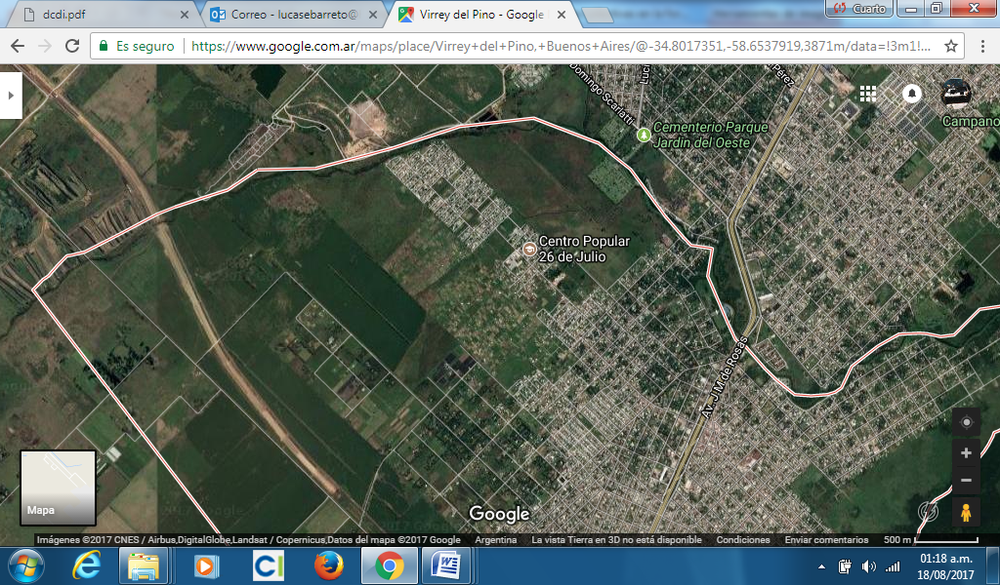 dcdi.pdf
Correo - lucasebarreto@
Virrey del Pino - Google
Cuarto
Es seguro
https://www.google.com.ar/maps/place/Virrey+del+Pino,+Buenos+Aires/@-34.8017351,-58.6537919,3871m/data=!3m1!...
Domingo Scarlatti
Luci
Pérez
Cementerio Parque
Jardin del Oeste
Campano
Centro Popular
26 de Julio
Av. J M de Rosas
Mapa
Google
Imágenes ©2017 CNES / Airbus,DigitalGlobe,Landsat / Copernicus,Datos del mapa ©2017 Google
Argentina
La vista Tierra en 3D no está disponible
Condiciones
Enviar comentarios
500 m
CI
W
01:18 a.m.
18/08/2017